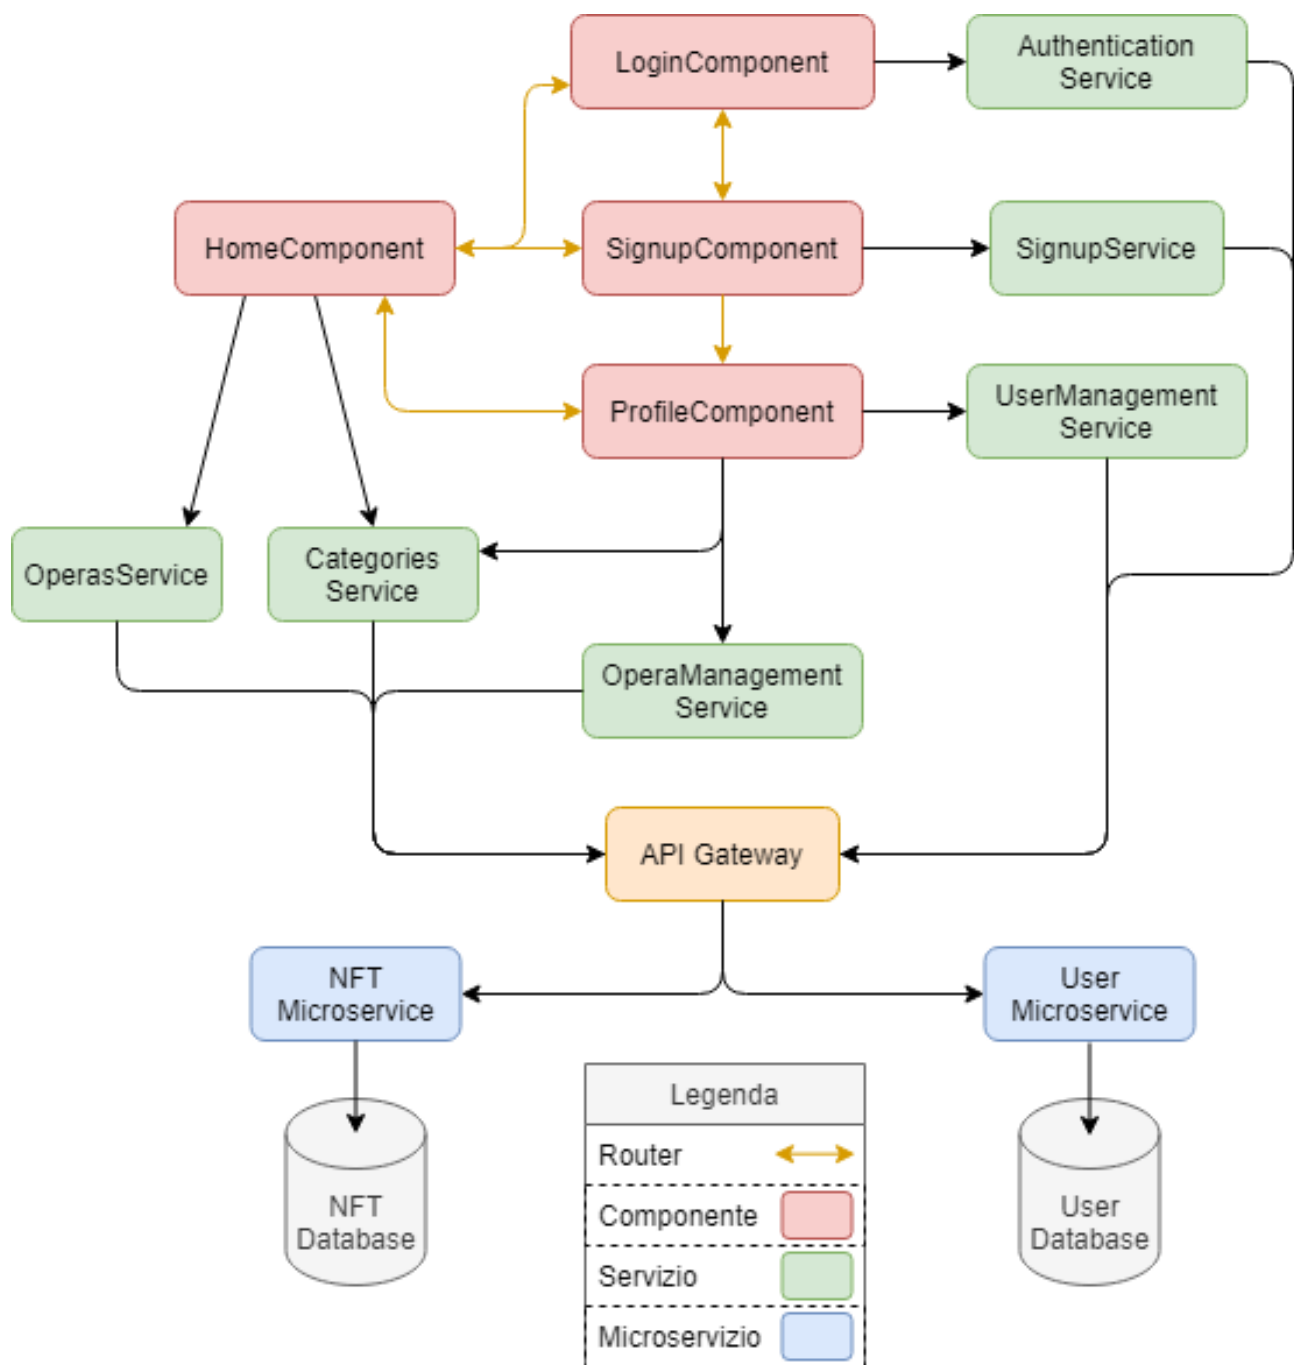 LoginComponent
Authentication
Service
HomeComponent
SignupComponent
SignupService
ProfileComponent
UserManagement
Service
OperasService
Categories
Service
OperaManagement
Service
API Gateway
NFT
Microservice
User
Microservice
NFT
Database
User
Database
Legenda
Router
Componente
Servizio
Microservizio